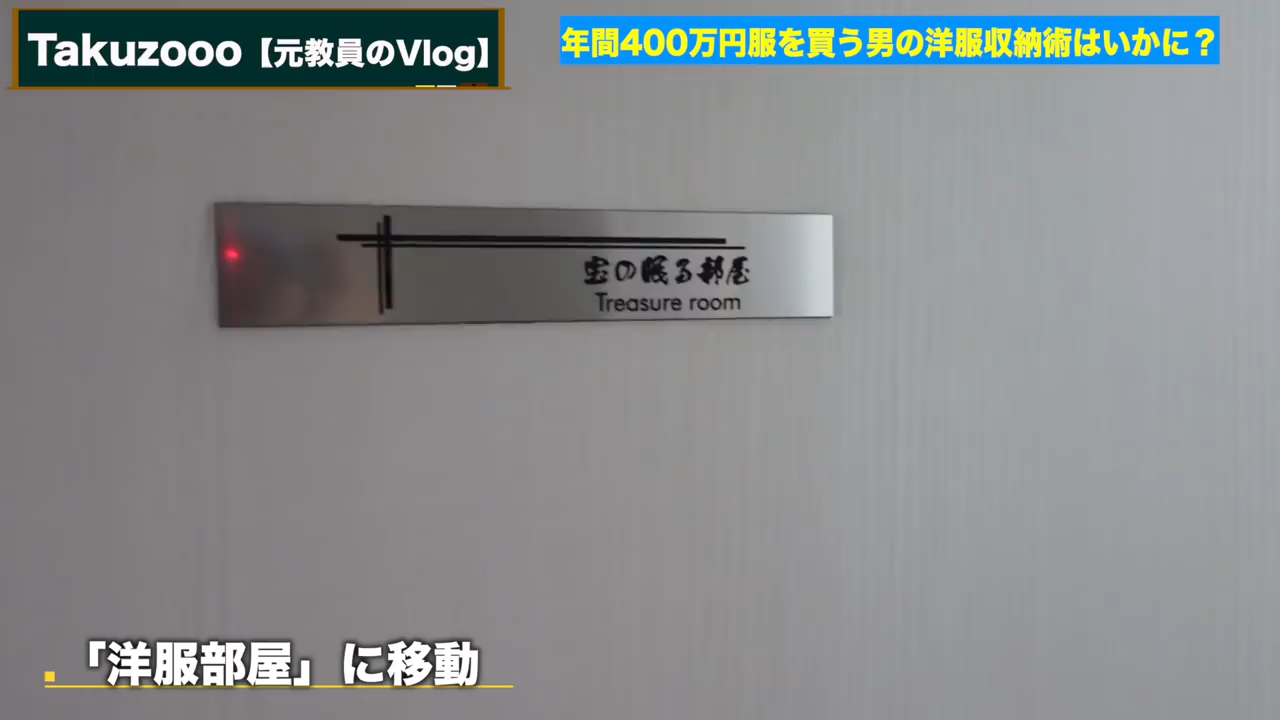 Takuzooo【元教員のVlog】
年間400万円服を買う男の洋服収納術はいかに？
宝の眠る部屋
Treasure room
「洋服部屋」に移動